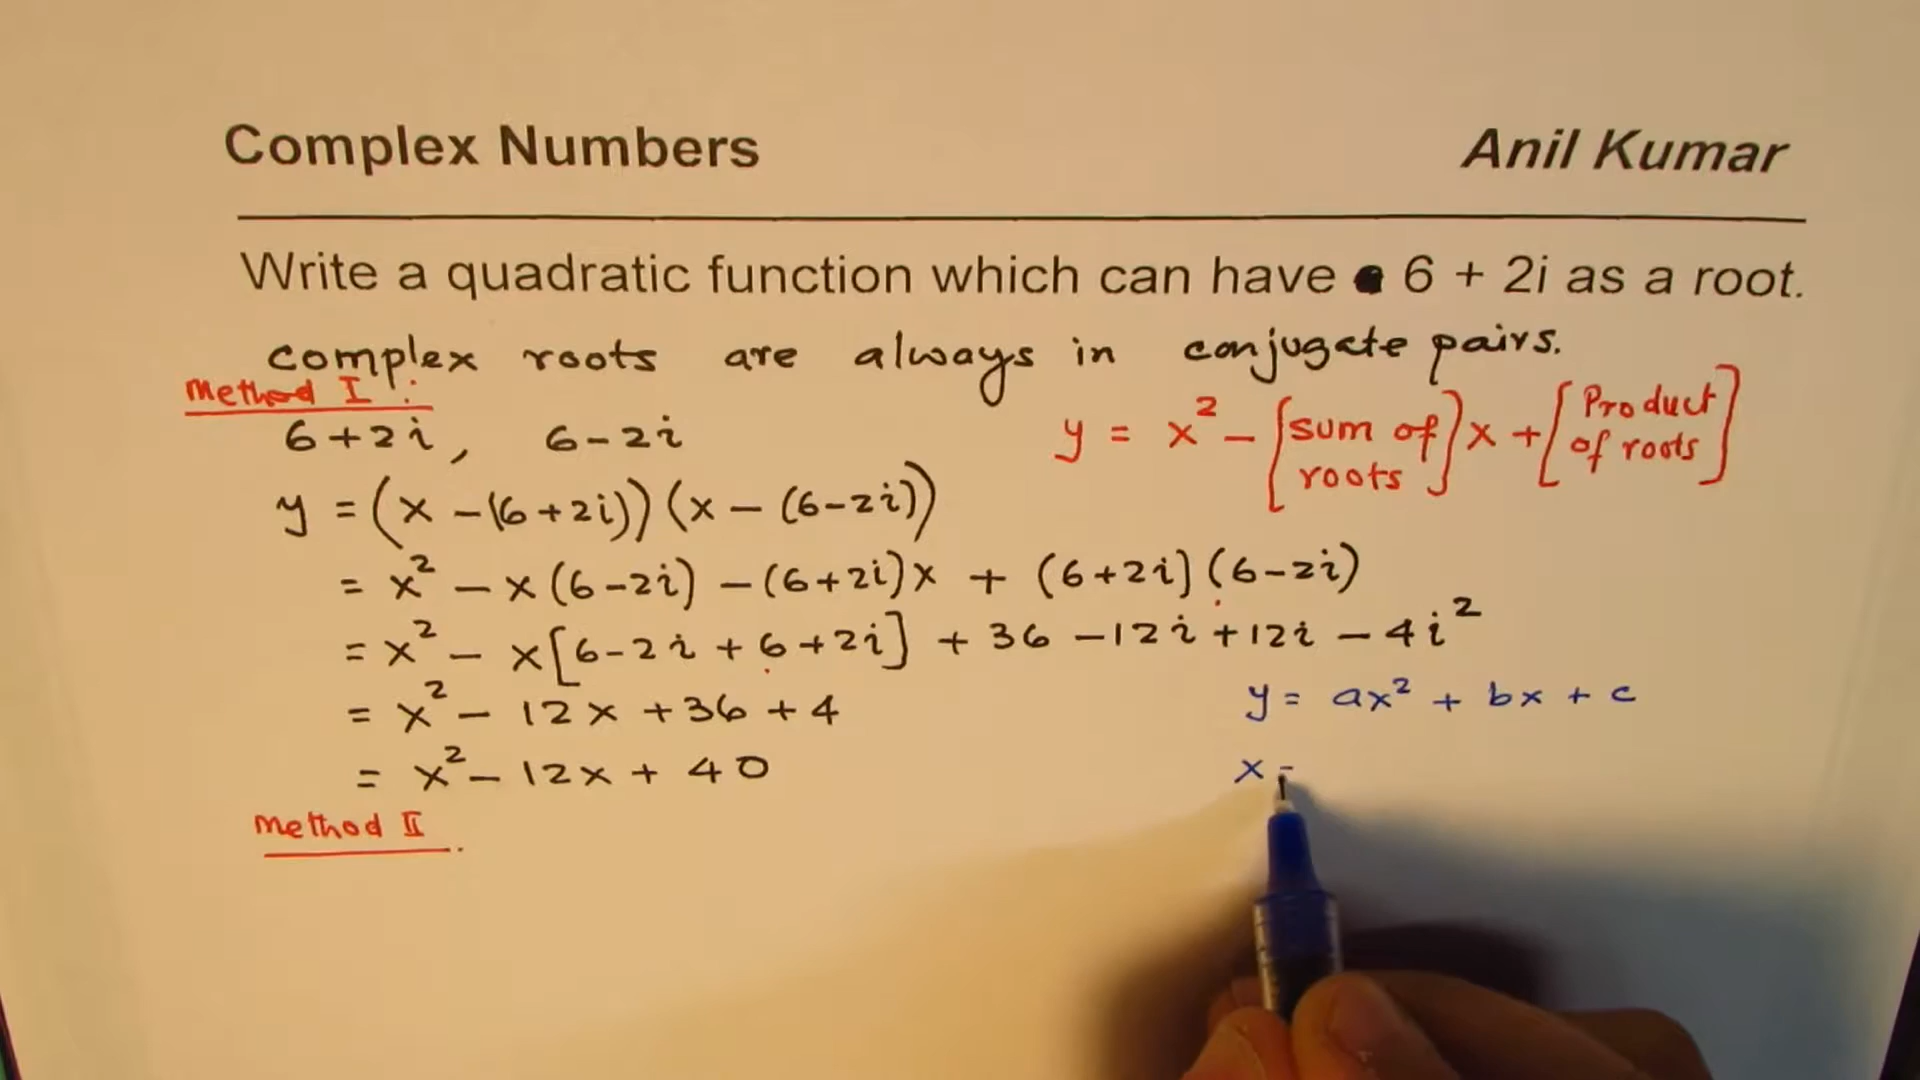 Complex Numbers Anil Kumar
Write a quadratic function which can have 6 + 2i as a root.
complex roots are always in conjugate pairs.
Method I :
6+2i, 6-2i
y = x² - [sum of roots]x + [Product of roots]
y = (x - (6+2i))(x - (6-2i))
= x² - x(6-2i) - (6+2i)x + (6+2i)(6-2i)
= x² - x[6-2i + 6+2i] + 36 - 12i + 12i - 4i²
= x² - 12x + 36 + 4
y = ax² + bx + c
= x² - 12x + 40
x -
Method II.